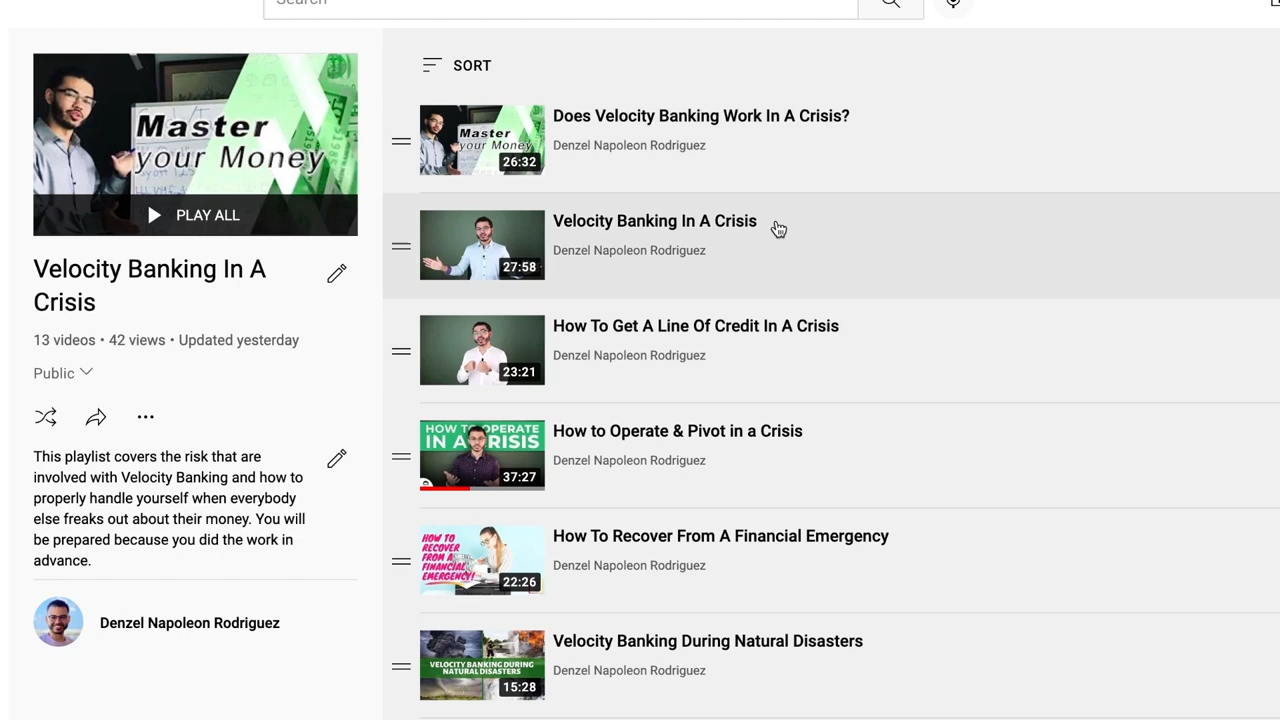 Search
Master
your Money
PLAY ALL
Velocity Banking In A
Crisis
13 videos • 42 views • Updated yesterday
Public
This playlist covers the risk that are
involved with Velocity Banking and how to
properly handle yourself when everybody
else freaks out about their money. You will
be prepared because you did the work in
advance.
Denzel Napoleon Rodriguez
SORT
Master
your Money
26:32
Does Velocity Banking Work In A Crisis?
Denzel Napoleon Rodriguez
27:58
Velocity Banking In A Crisis
Denzel Napoleon Rodriguez
23:21
How To Get A Line Of Credit In A Crisis
Denzel Napoleon Rodriguez
HOW TO OPERATE
IN A CRISIS
37:27
How to Operate & Pivot in a Crisis
Denzel Napoleon Rodriguez
HOW TO
RECOVER
FROM A
FINANCIAL
EMERGENCY!
22:26
How To Recover From A Financial Emergency
Denzel Napoleon Rodriguez
VELOCITY BANKING DURING
NATURAL DISASTERS
15:28
Velocity Banking During Natural Disasters
Denzel Napoleon Rodriguez